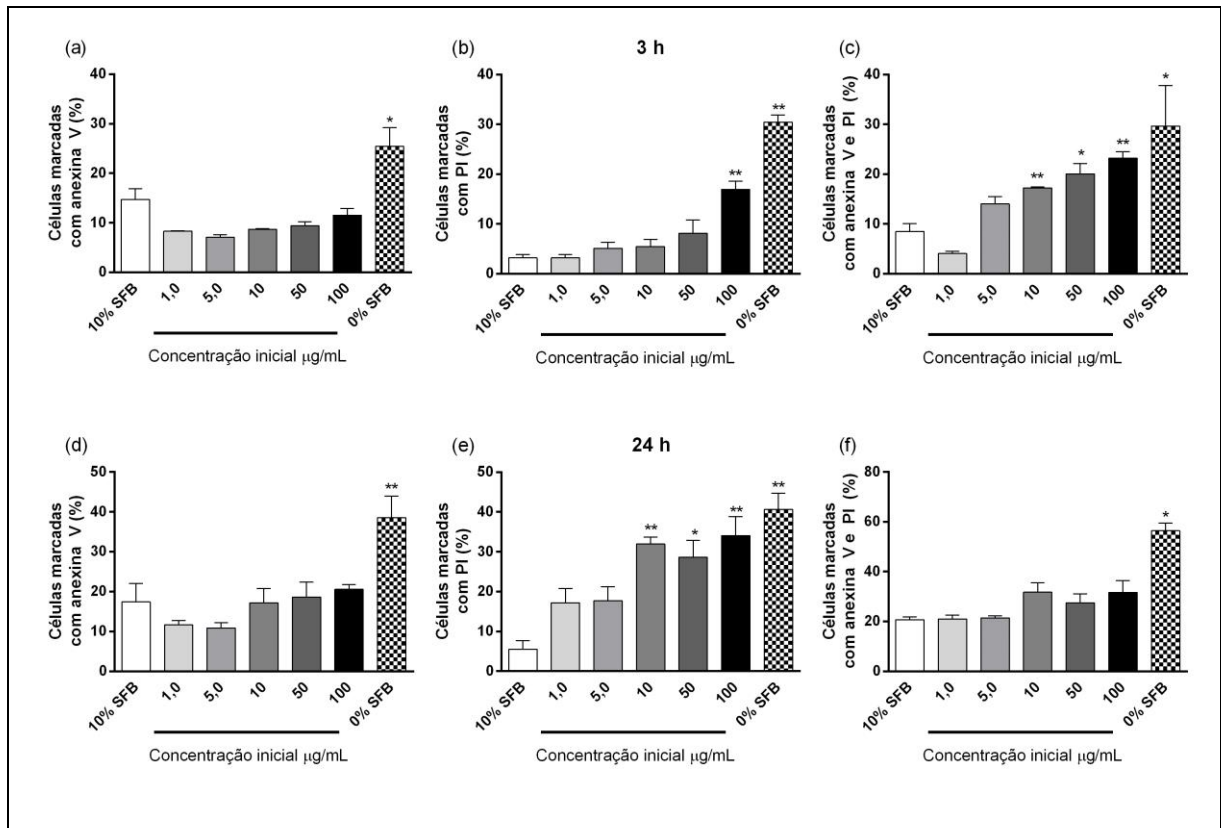 (a)
(b)
3 h
(c)
Células marcadas
com anexina V (%)
40
30
20
10
0
*
10% SFB
1,0
5,0
10
50
100
0% SFB
Concentração inicial µg/mL
Células marcadas
com PI (%)
40
30
20
10
0
**
**
10% SFB
1,0
5,0
10
50
100
0% SFB
Concentração inicial µg/mL
Células marcadas
com anexina V e PI (%)
40
30
20
10
0
**
*
**
*
10% SFB
1,0
5,0
10
50
100
0% SFB
Concentração inicial µg/mL
(d)
(e)
24 h
(f)
Células marcadas
com anexina V (%)
50
40
30
20
10
0
**
10% SFB
1,0
5,0
10
50
100
0% SFB
Concentração inicial µg/mL
Células marcadas
com PI (%)
50
40
30
20
10
0
**
*
**
**
10% SFB
1,0
5,0
10
50
100
0% SFB
Concentração inicial µg/mL
Células marcadas
com anexina V e PI (%)
80
60
40
20
0
*
10% SFB
1,0
5,0
10
50
100
0% SFB
Concentração inicial µg/mL